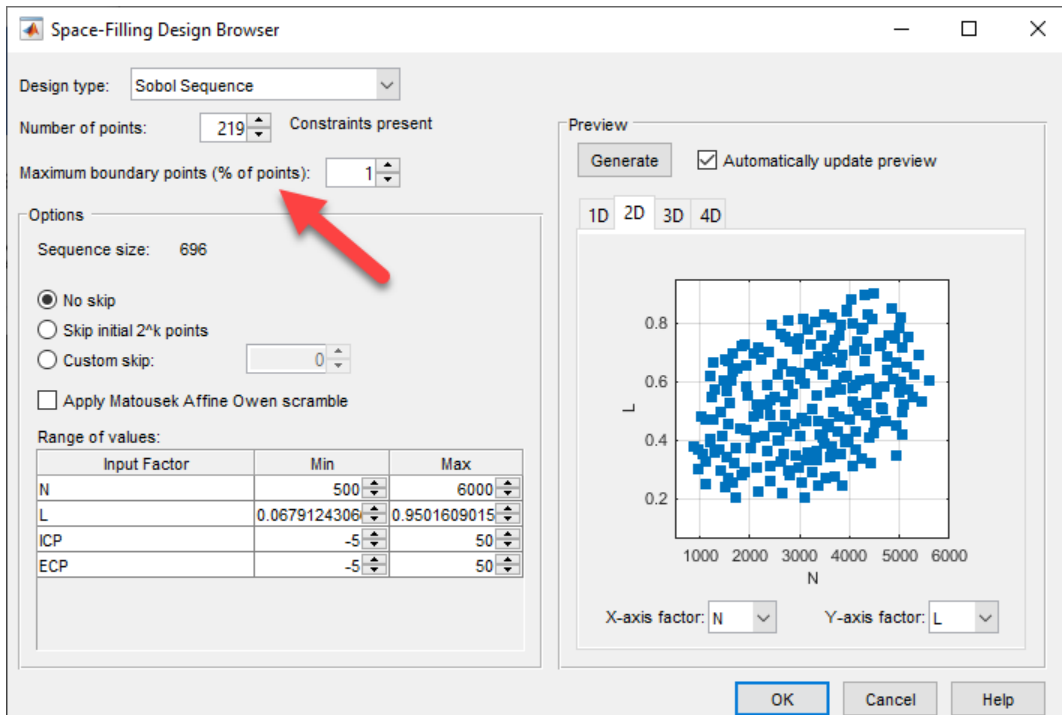 Space-Filling Design Browser
Design type: Sobol Sequence
Number of points: 219 Constraints present
Maximum boundary points (% of points): 1
Options
Sequence size: 696
No skip
Skip initial 2^k points
Custom skip: 0
Apply Matousek Affine Owen scramble
Range of values:
Input Factor Min Max
N 500 6000
L 0.0679124306 0.9501609015
ICP -5 50
ECP -5 50
Preview
Generate Automatically update preview
1D 2D 3D 4D
0.8
0.6
0.4
0.2
L
1000 2000 3000 4000 5000 6000
N
X-axis factor: N Y-axis factor: L
OK Cancel Help